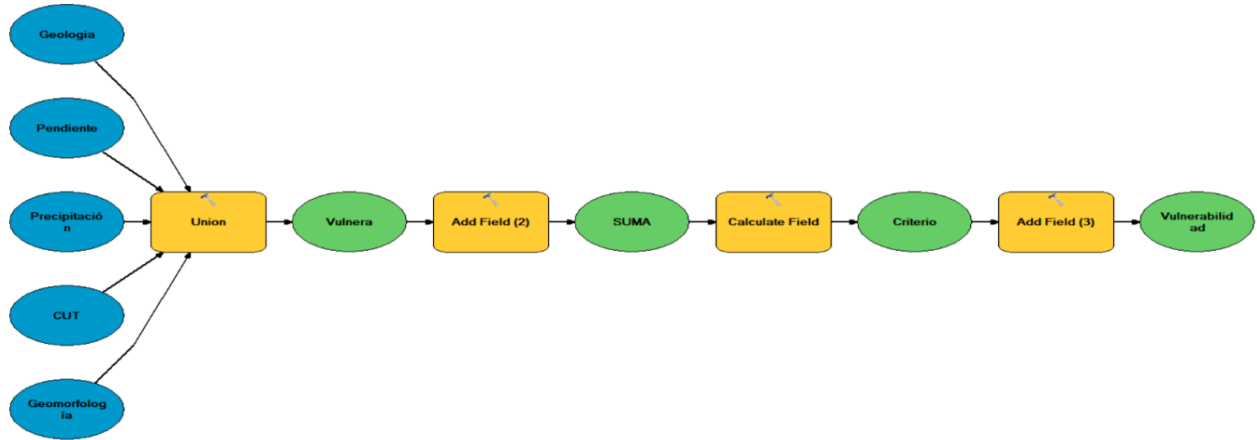 Geologia
Pendiente
Precipitació
n
CUT
Geomorfolog
ía
Union
Vulnera
Add Field (2)
SUMA
Calculate Field
Criterio
Add Field (3)
Vulnerabilid
ad